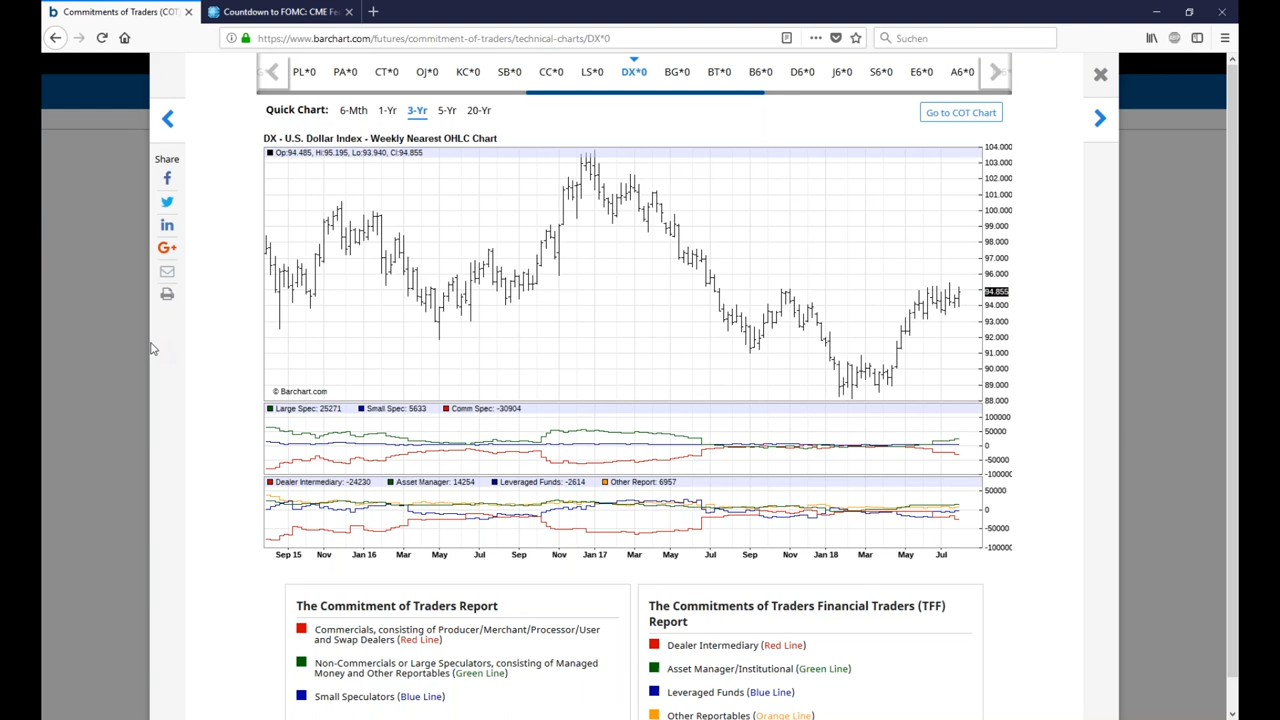 Commitments of Traders (COT
Countdown to FOMC: CME Fe
https://www.barchart.com/futures/commitment-of-traders/technical-charts/DX*0
Suchen
PL*0 PA*0 CT*0 OJ*0 KC*0 SB*0 CC*0 LS*0 DX*0 BG*0 BT*0 B6*0 D6*0 J6*0 S6*0 E6*0 A6*0
Quick Chart: 6-Mth 1-Yr 3-Yr 5-Yr 20-Yr
Go to COT Chart
Share
DX - U.S. Dollar Index - Weekly Nearest OHLC Chart
Op:94.485, Hi:95.195, Lo:93.940, Cl:94.855
104.000
103.000
102.000
101.000
100.000
99.000
98.000
97.000
96.000
94.855
94.000
93.000
92.000
91.000
90.000
89.000
88.000
© Barchart.com
Large Spec: 25271 Small Spec: 5633 Comm Spec: -30904
100000
50000
0
-50000
-100000
Dealer Intermediary: -24230 Asset Manager: 14254 Leveraged Funds: -2614 Other Report: 6957
50000
0
-50000
-100000
Sep 15 Nov Jan 16 Mar May Jul Sep Nov Jan 17 Mar May Jul Sep Nov Jan 18 Mar May Jul
The Commitment of Traders Report
Commercials, consisting of Producer/Merchant/Processor/User
and Swap Dealers (Red Line)
Non-Commercials or Large Speculators, consisting of Managed
Money and Other Reportables (Green Line)
Small Speculators (Blue Line)
The Commitments of Traders Financial Traders (TFF)
Report
Dealer Intermediary (Red Line)
Asset Manager/Institutional (Green Line)
Leveraged Funds (Blue Line)
Other Reportables (Orange Line)